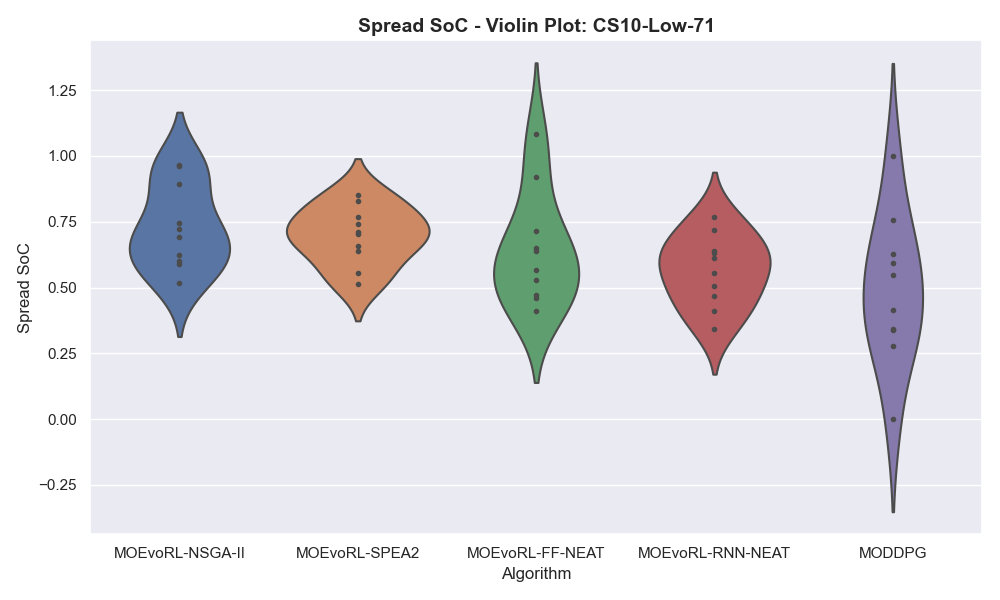 Spread SoC - Violin Plot: CS10-Low-71
Spread SoC
1.25
1.00
0.75
0.50
0.25
0.00
−0.25
MOEvoRL-NSGA-II MOEvoRL-SPEA2 MOEvoRL-FF-NEAT MOEvoRL-RNN-NEAT MODDPG
Algorithm